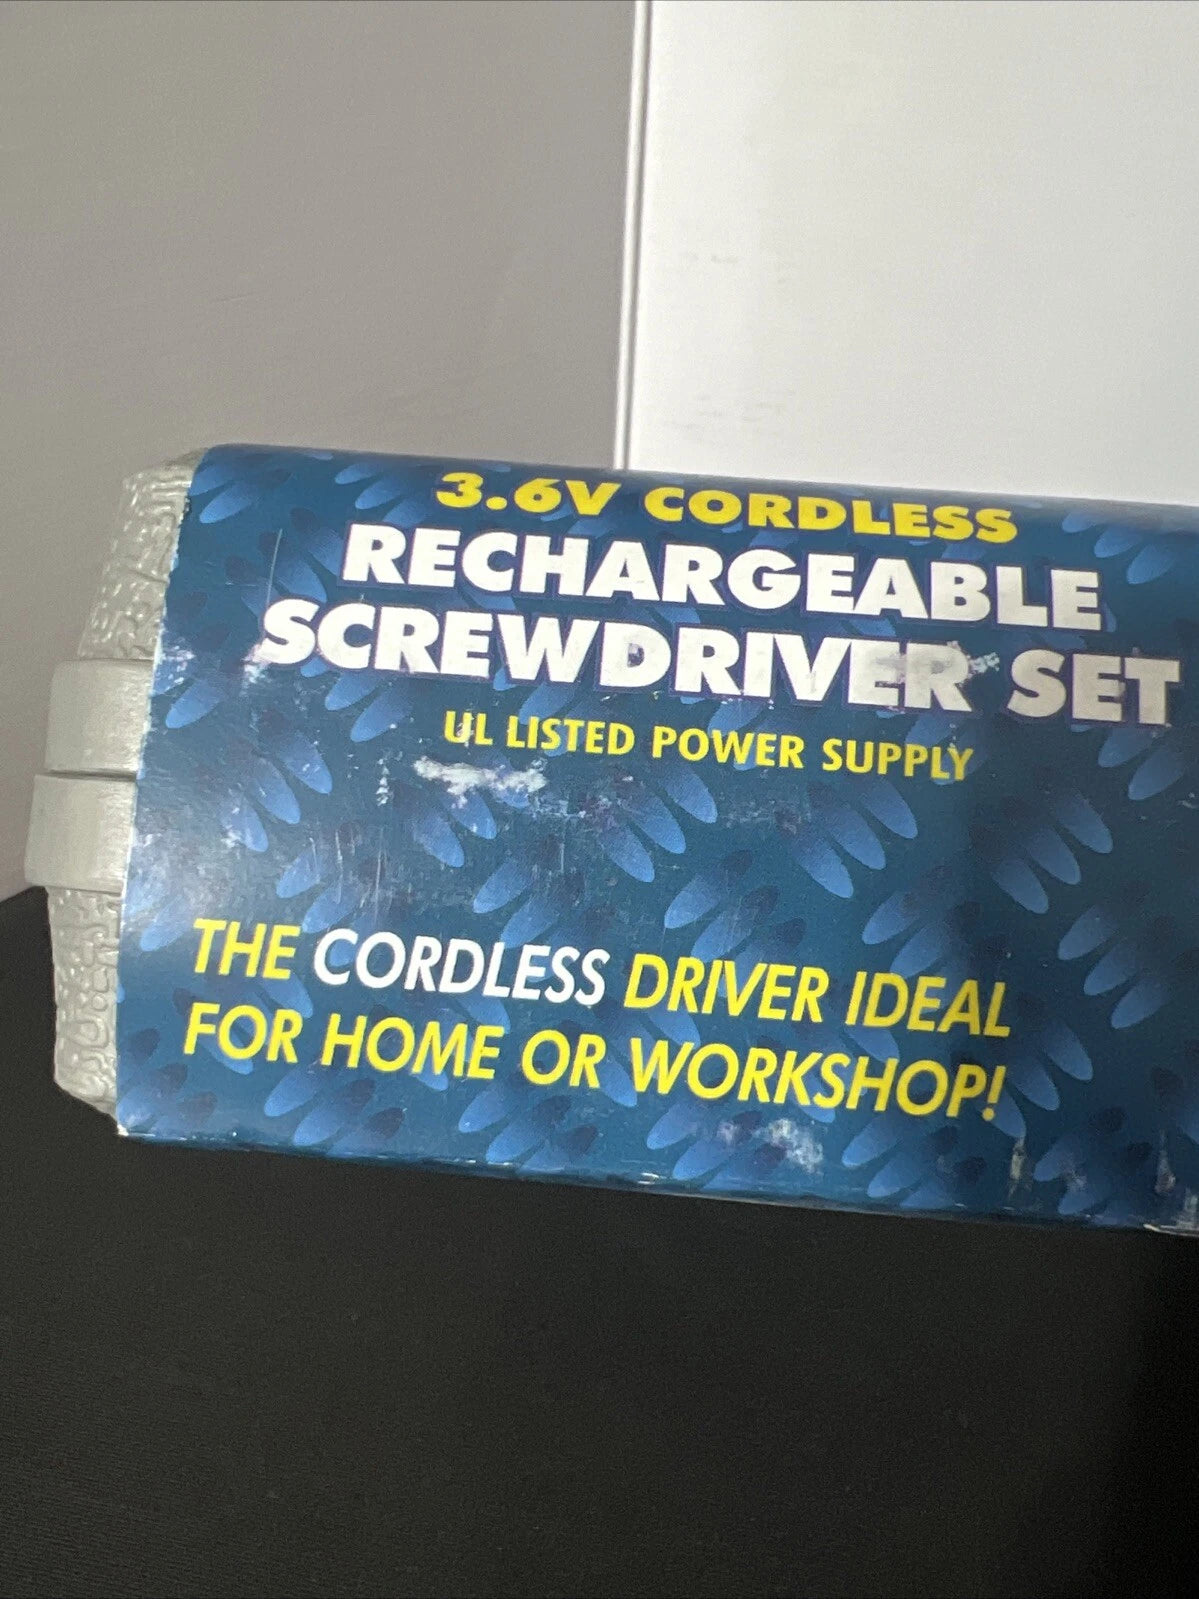 3.6V CORDLESS
RECHARGEABLE
SCREWDRIVER SET
UL LISTED POWER SUPPLY
THE CORDLESS DRIVER IDEAL
FOR HOME OR WORKSHOP!